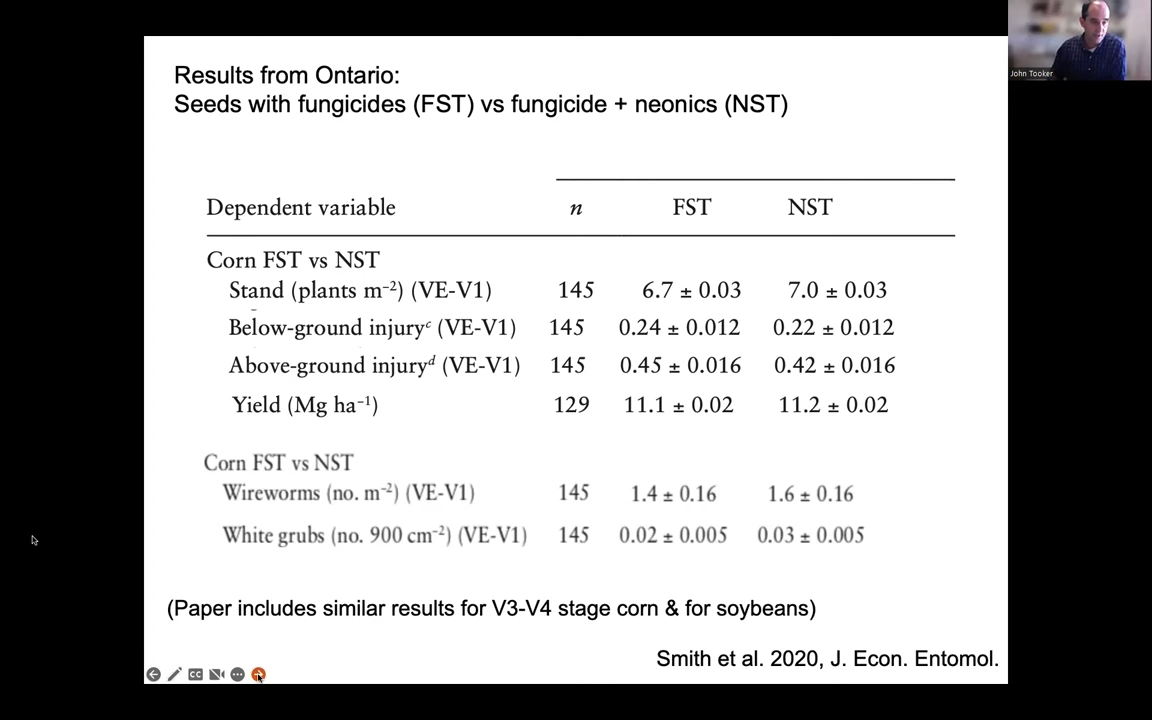 John Tooker
Results from Ontario:
Seeds with fungicides (FST) vs fungicide + neonics (NST)
Dependent variable n FST NST
Corn FST vs NST
Stand (plants m⁻²) (VE-V1) 145 6.7 ± 0.03 7.0 ± 0.03
Below-ground injuryᶜ (VE-V1) 145 0.24 ± 0.012 0.22 ± 0.012
Above-ground injuryᵈ (VE-V1) 145 0.45 ± 0.016 0.42 ± 0.016
Yield (Mg ha⁻¹) 129 11.1 ± 0.02 11.2 ± 0.02
Corn FST vs NST
Wireworms (no. m⁻²) (VE-V1) 145 1.4 ± 0.16 1.6 ± 0.16
White grubs (no. 900 cm⁻²) (VE-V1) 145 0.02 ± 0.005 0.03 ± 0.005
(Paper includes similar results for V3-V4 stage corn & for soybeans)
Smith et al. 2020, J. Econ. Entomol.
CC